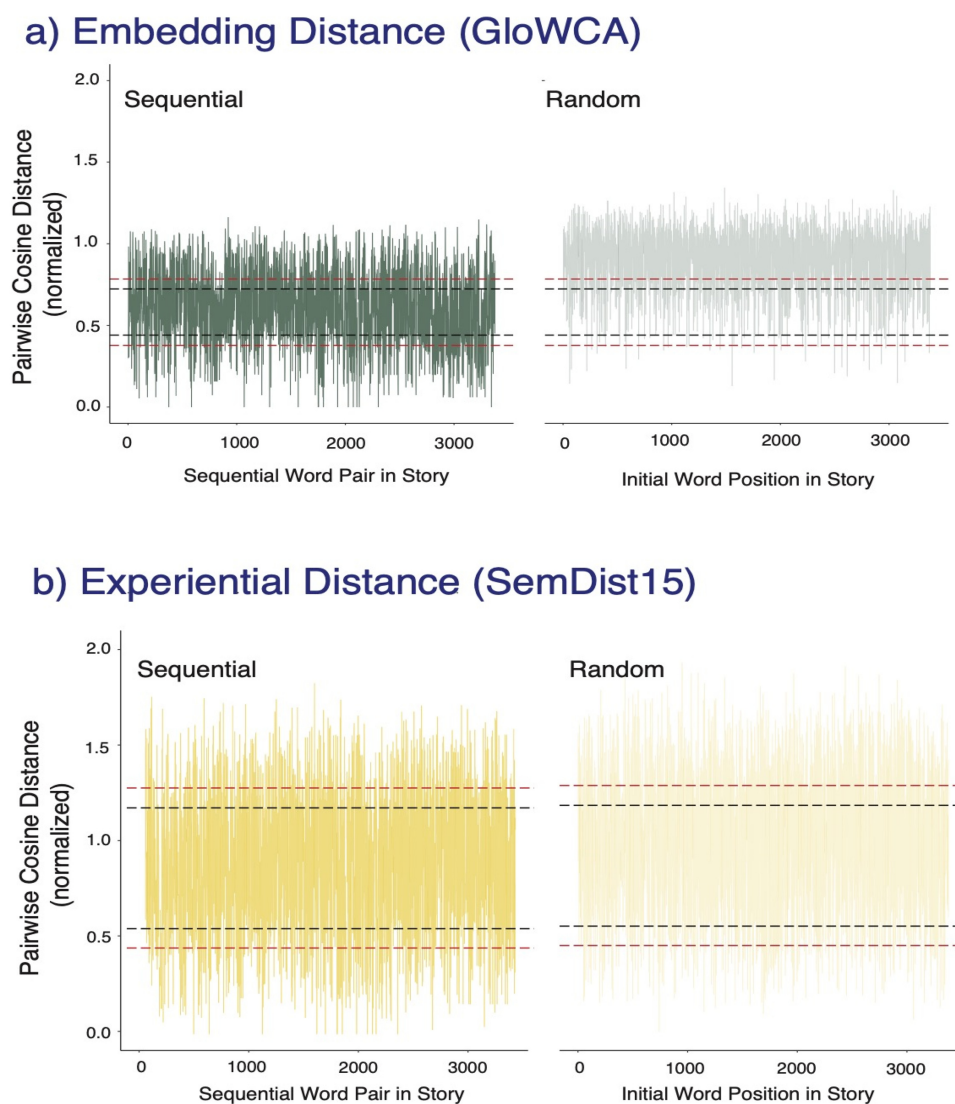 a) Embedding Distance (GloWCA)
Sequential
Random
Pairwise Cosine Distance
(normalized)
2.0
1.5
1.0
0.5
0.0
0 1000 2000 3000
0 1000 2000 3000
Sequential Word Pair in Story
Initial Word Position in Story
b) Experiential Distance (SemDist15)
Sequential
Random
Pairwise Cosine Distance
(normalized)
2.0
1.5
1.0
0.5
0.0
0 1000 2000 3000
0 1000 2000 3000
Sequential Word Pair in Story
Initial Word Position in Story